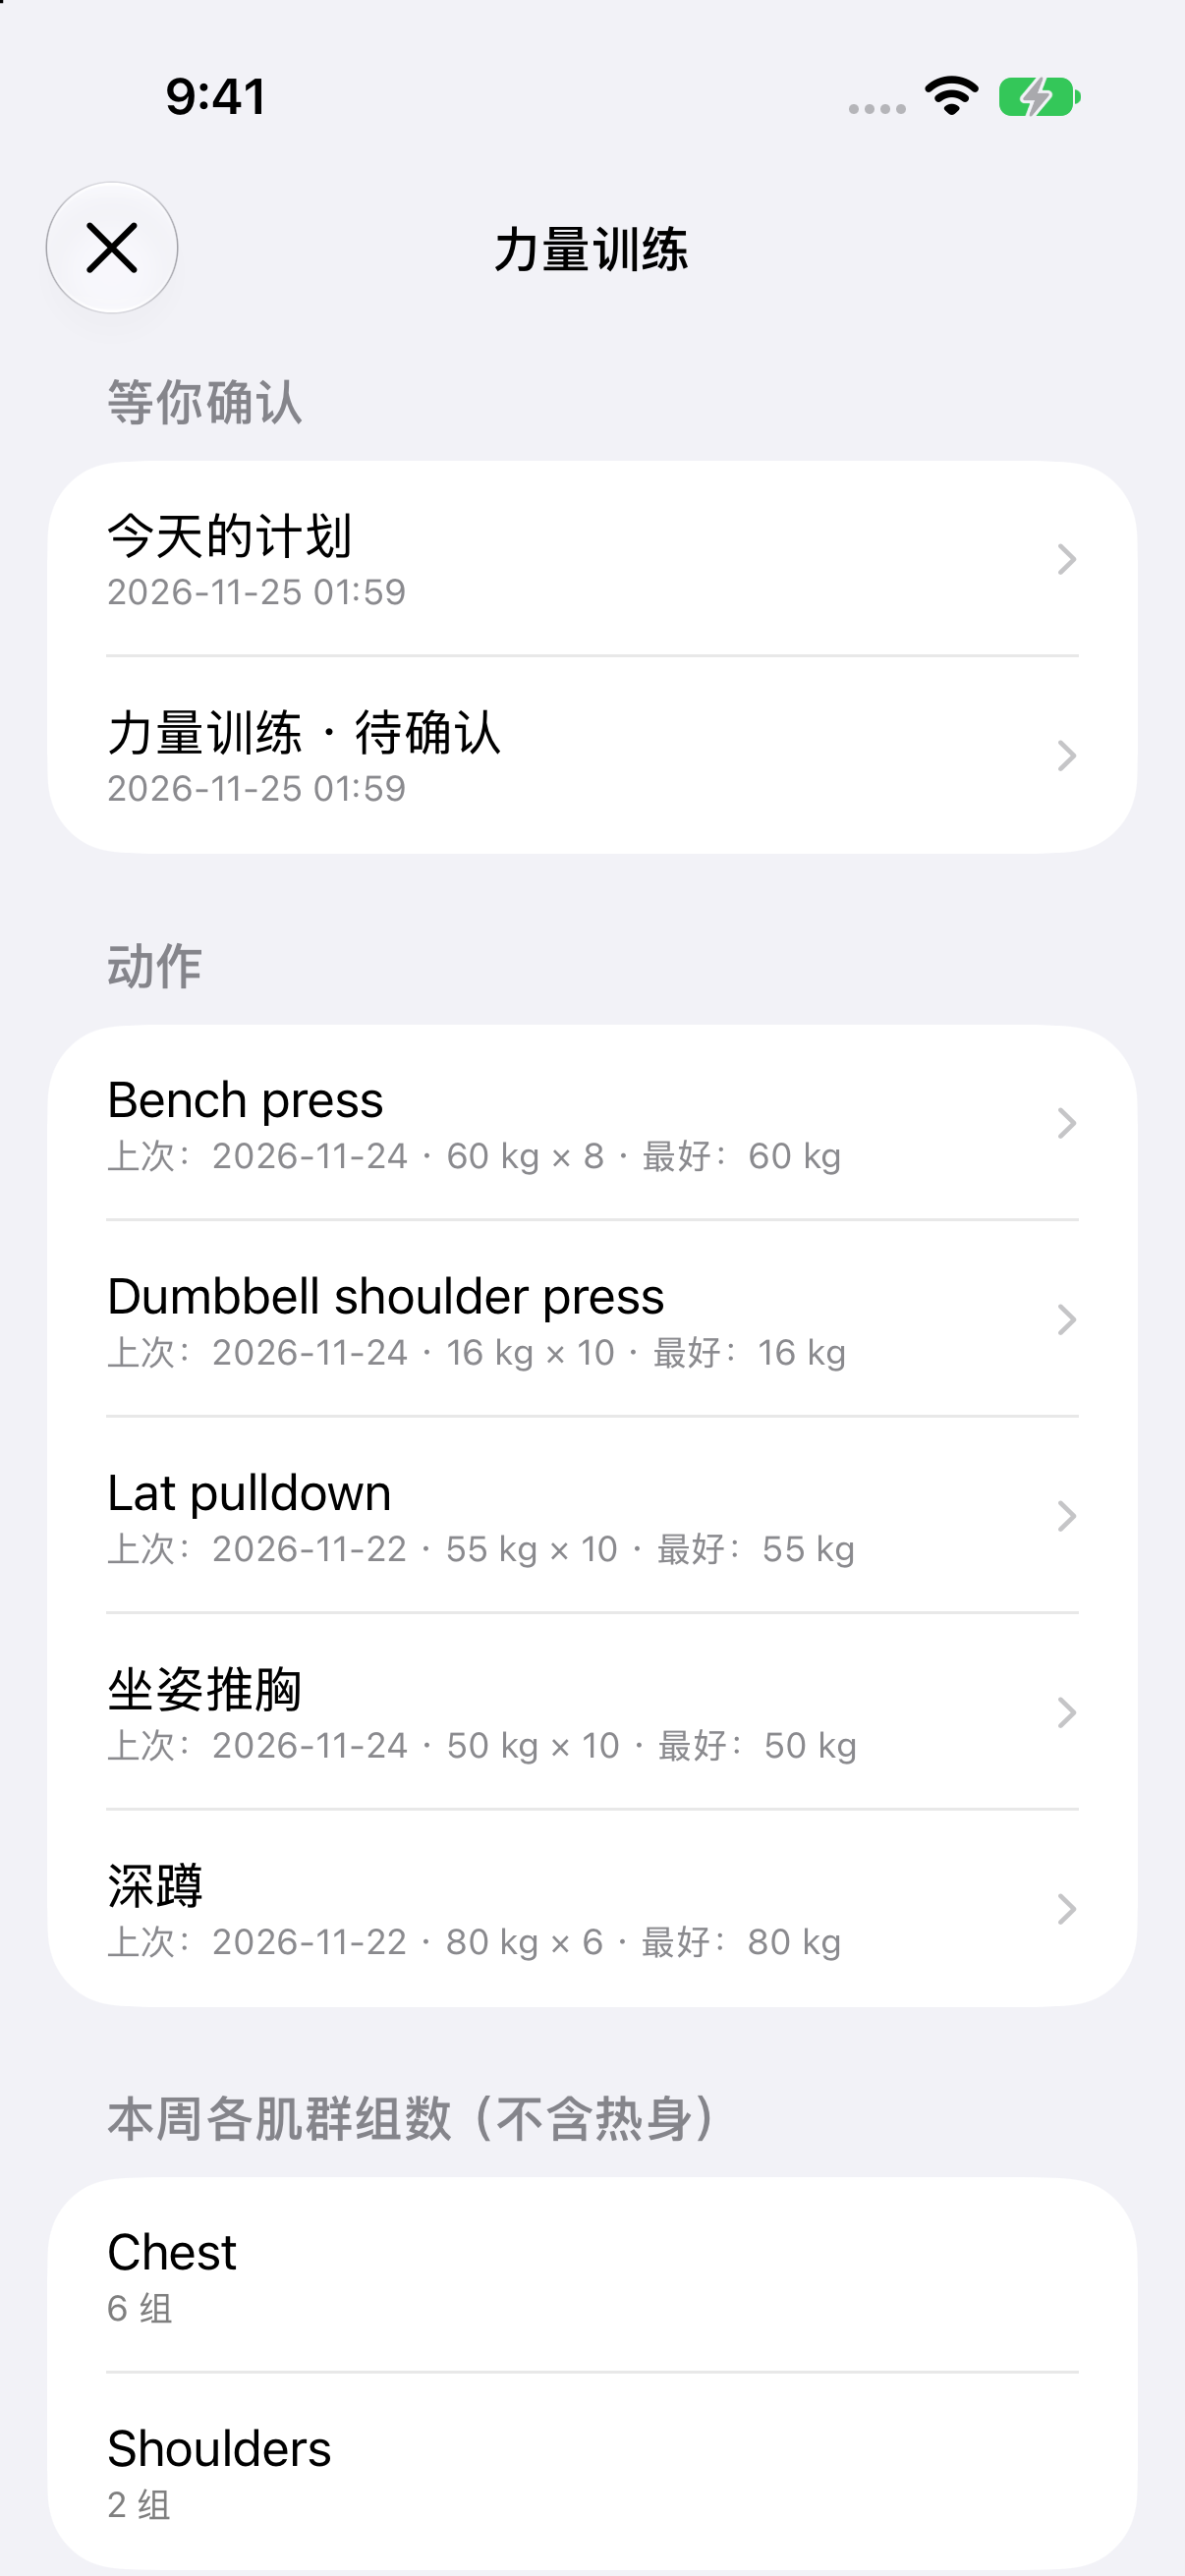 9:41
力量训练
等你确认
今天的计划
2026-11-25 01:59
力量训练 · 待确认
2026-11-25 01:59
动作
Bench press
上次：2026-11-24 · 60 kg × 8 · 最好：60 kg
Dumbbell shoulder press
上次：2026-11-24 · 16 kg × 10 · 最好：16 kg
Lat pulldown
上次：2026-11-22 · 55 kg × 10 · 最好：55 kg
坐姿推胸
上次：2026-11-24 · 50 kg × 10 · 最好：50 kg
深蹲
上次：2026-11-22 · 80 kg × 6 · 最好：80 kg
本周各肌群组数（不含热身）
Chest
6 组
Shoulders
2 组